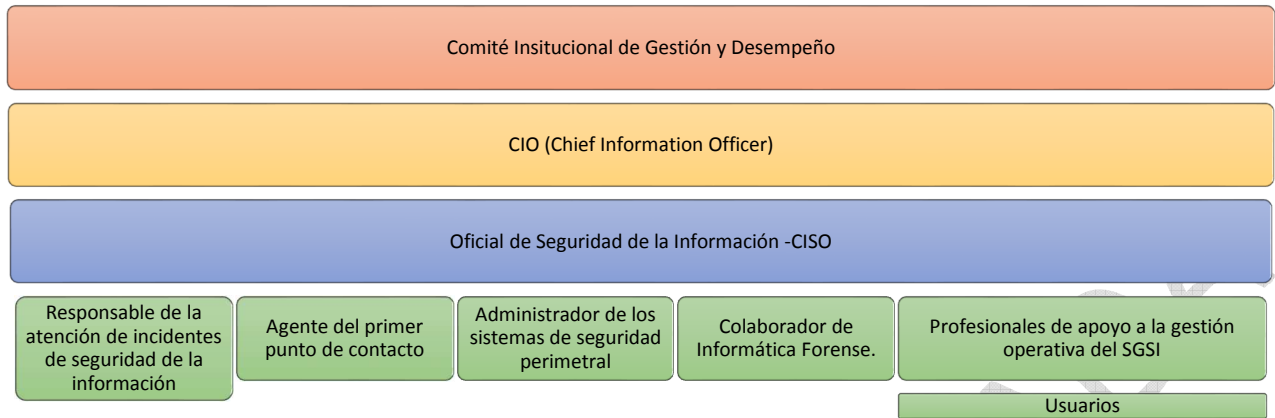 Comité Insitucional de Gestión y Desempeño
CIO (Chief Information Officer)
Oficial de Seguridad de la Información -CISO
Responsable de la
atención de incidentes
de seguridad de la
información
Agente del primer
punto de contacto
Administrador de los
sistemas de seguridad
perimetral
Colaborador de
Informática Forense.
Profesionales de apoyo a la gestión
operativa del SGSI
Usuarios